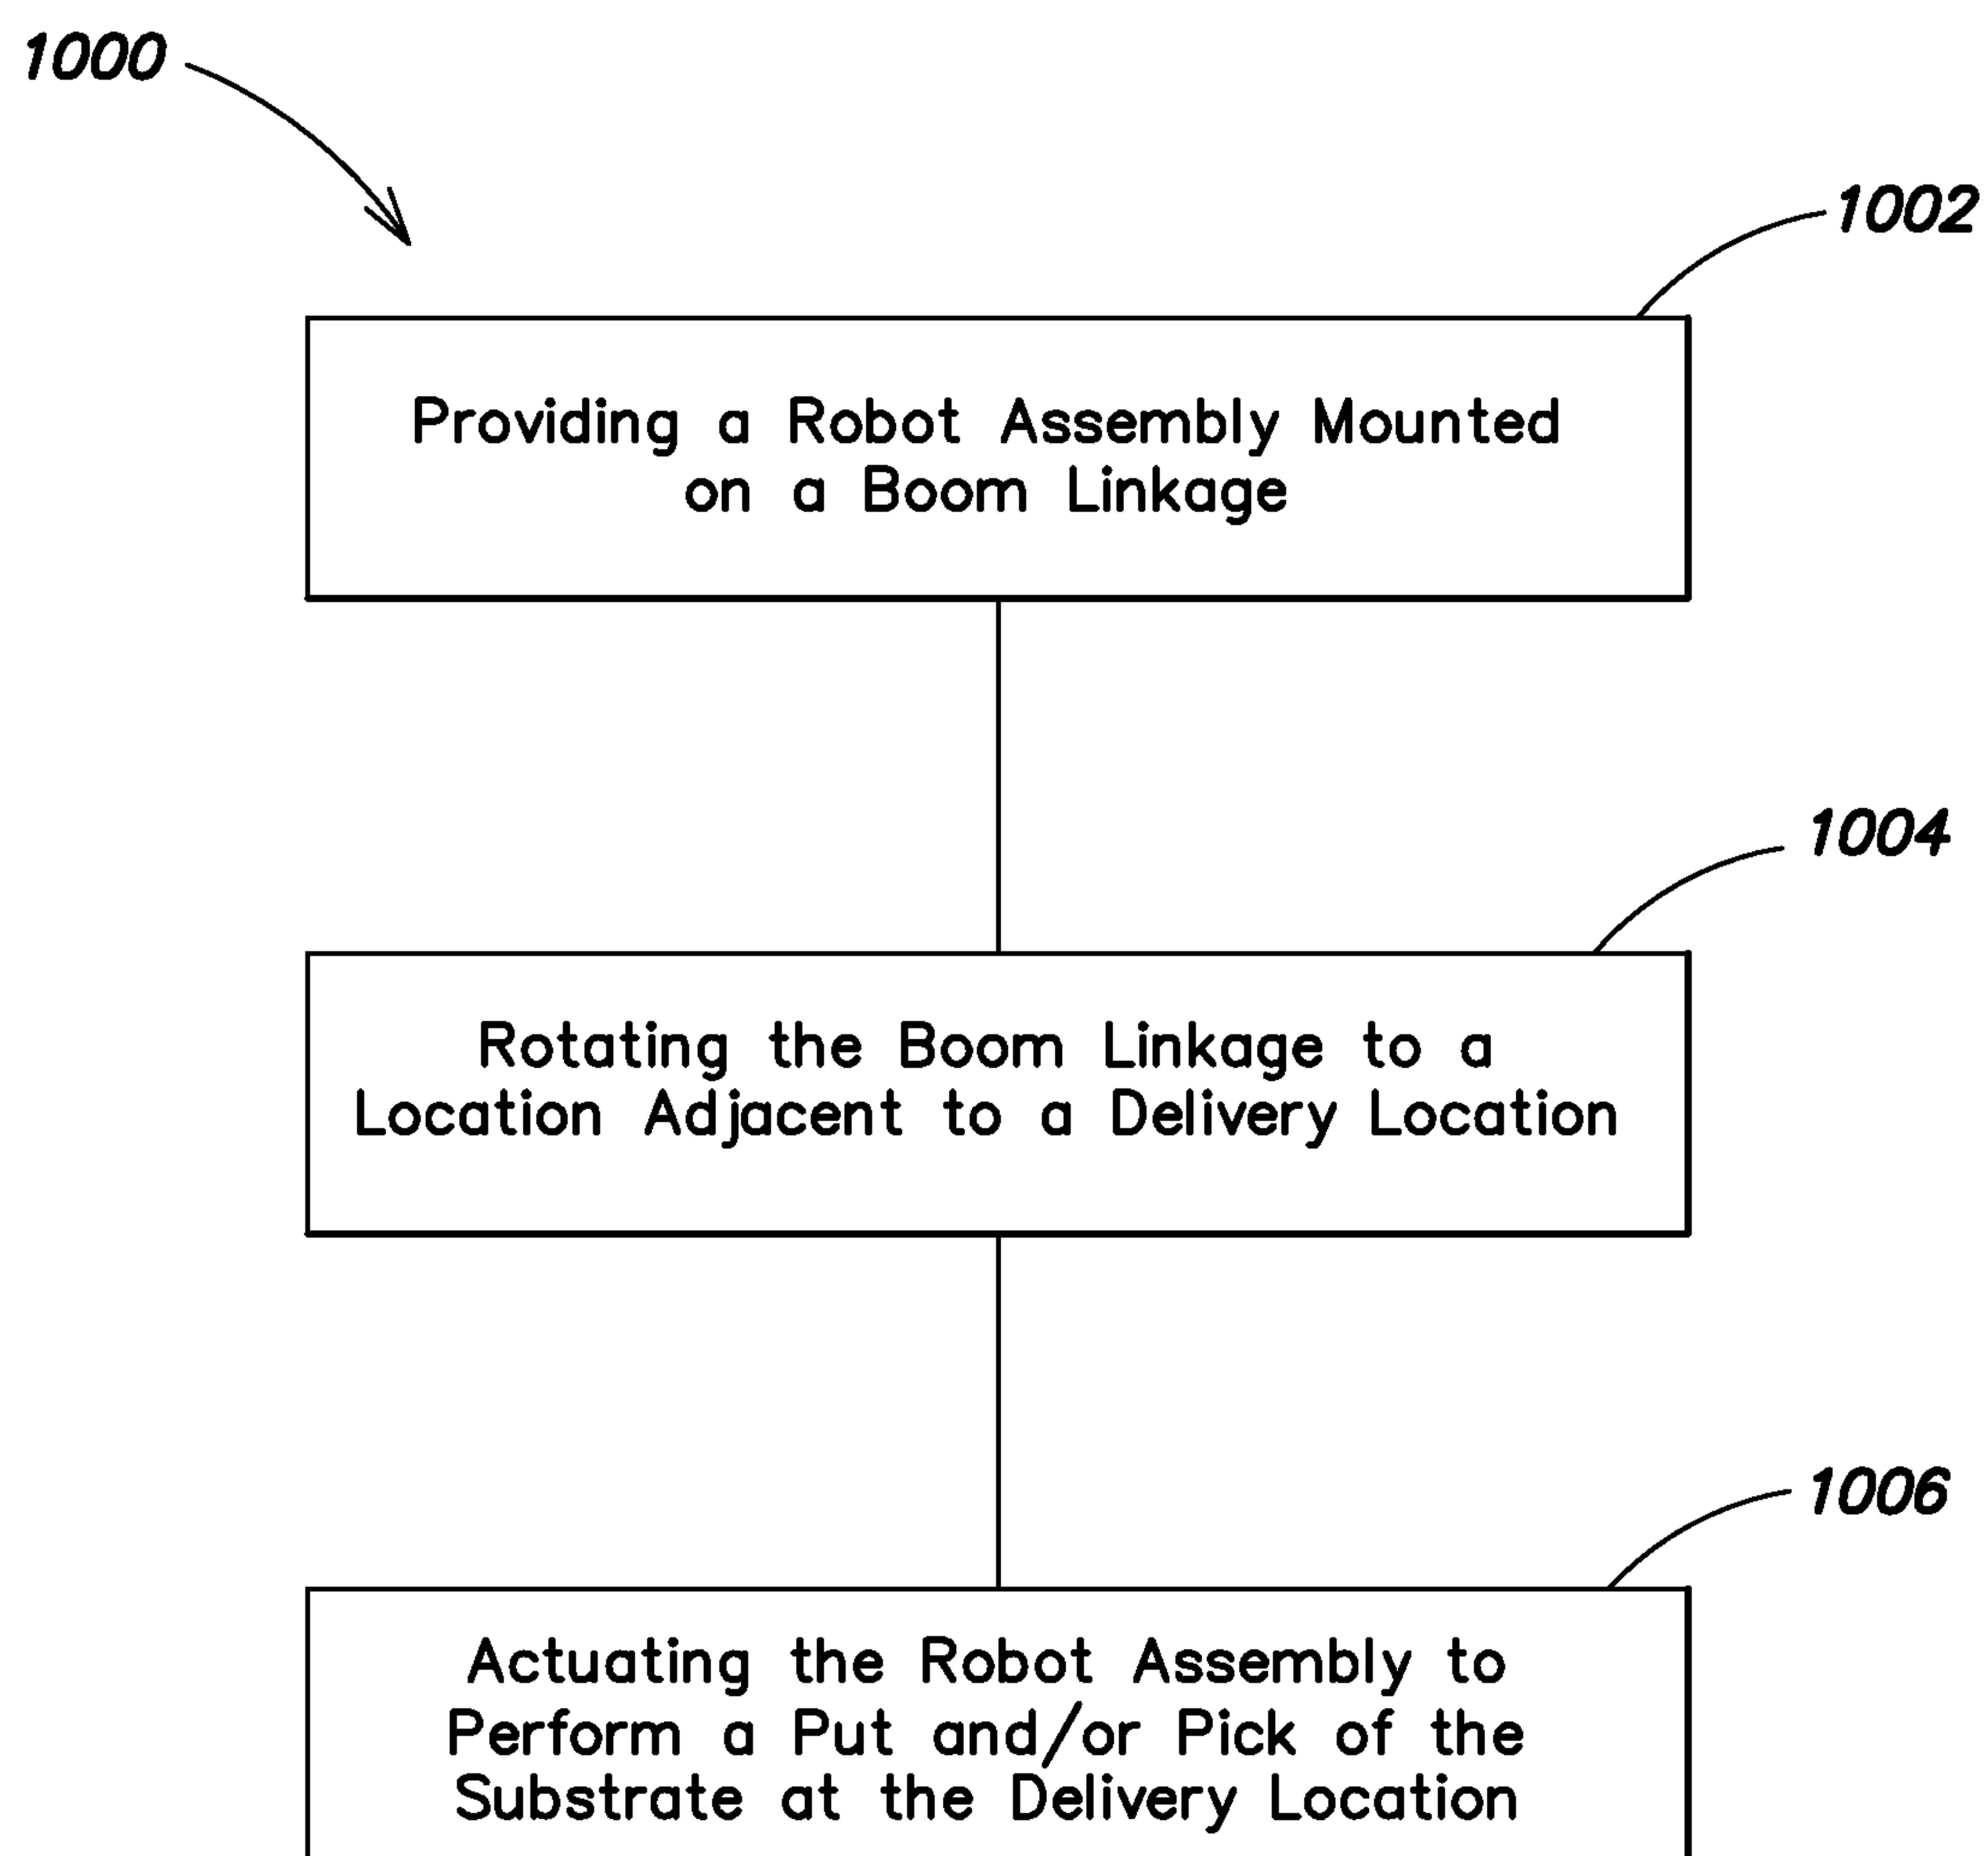 1000
1002
Providing a Robot Assembly Mounted
on a Boom Linkage
1004
Rotating the Boom Linkage to a
Location Adjacent to a Delivery Location
1006
Actuating the Robot Assembly to
Perform a Put and/or Pick of the
Substrate at the Delivery Location